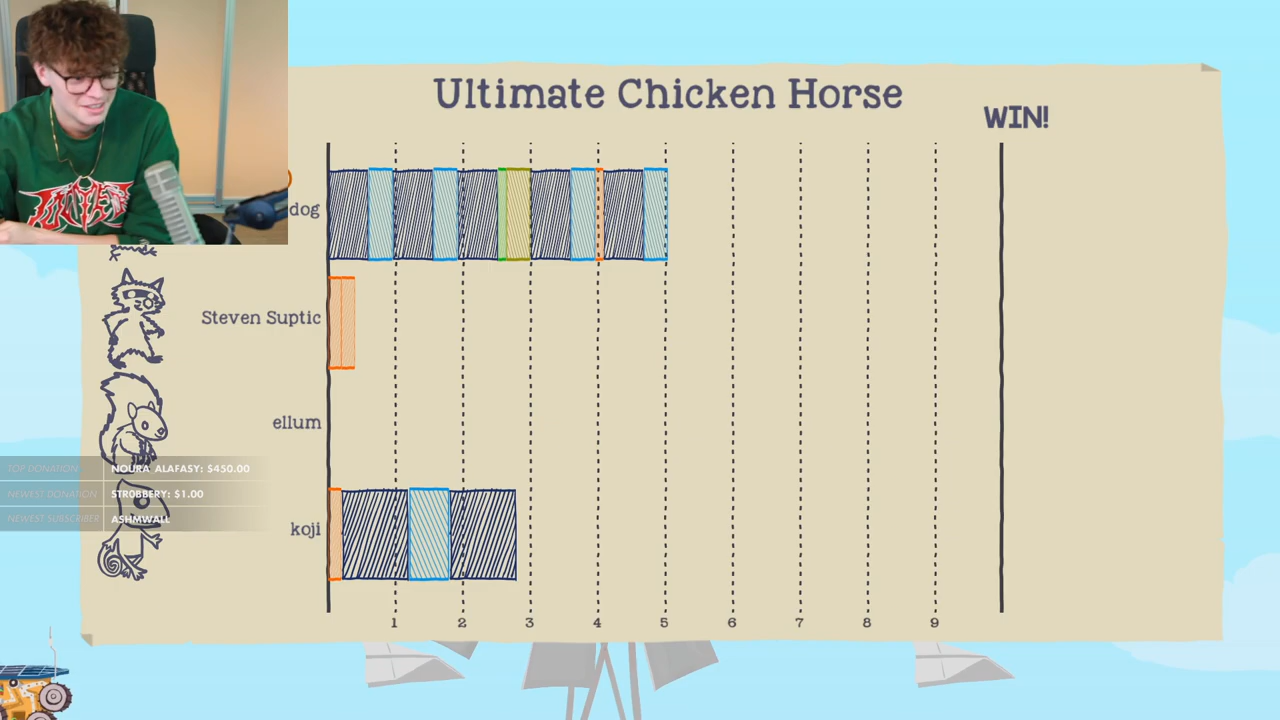 Ultimate Chicken Horse
WIN!
dog
Steven Suptic
ellum
TOP DONATION NOURA ALAFASY: $450.00
NEWEST DONATION STR0BBERY: $1.00
NEWEST SUBSCRIBER ASHMWALL
koji
1 2 3 4 5 6 7 8 9